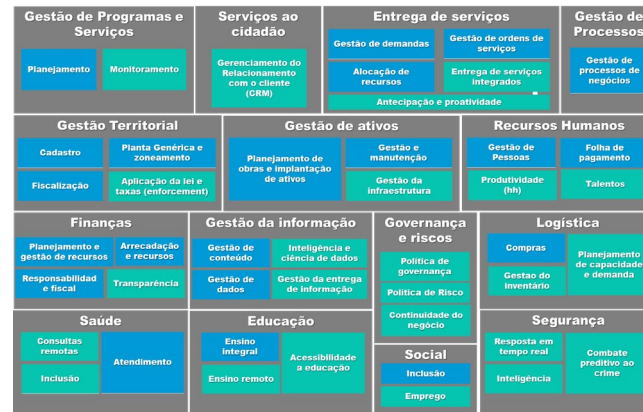 Gestão de Programas e
Serviços
Planejamento
Monitoramento
Serviços ao
cidadão
Gerenciamento do
Relacionamento
com o cliente
(CRM)
Entrega de serviços
Gestão de demandas
Gestão de ordens de
serviços
Alocação de
recursos
Entrega de serviços
integrados
Antecipação e proatividade
Gestão de
Processos
Gestão de
processos de
negócios
Gestão Territorial
Cadastro
Planta Genérica e
zoneamento
Fiscalização
Aplicação da lei e
taxas (enforcement)
Gestão de ativos
Planejamento de
obras e implantação
de ativos
Gestão e
manutenção
Gestão da
infraestrutura
Recursos Humanos
Gestão de
Pessoas
Folha de
pagamento
Produtividade
(hh)
Talentos
Finanças
Planejamento e
gestão de recursos
Arrecadação
e recursos
Responsabilidad
e fiscal
Transparência
Gestão da informação
Gestão de
conteúdo
Inteligência e
ciência de dados
Gestão de
dados
Gestão da entrega
de informação
Governança
e riscos
Política de
governança
Política de Risco
Continuidade do
negócio
Logística
Compras
Gestao do
inventário
Planejamento
de capacidade
e demanda
Saúde
Consultas
remotas
Inclusão
Atendimento
Educação
Ensino
integral
Ensino remoto
Acessibilidade
a educação
Social
Inclusão
Emprego
Segurança
Resposta em
tempo real
Inteligência
Combate
preditivo ao
crime